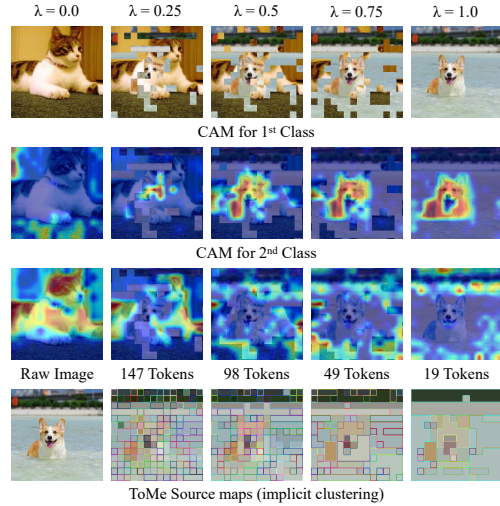 λ = 0.0 λ = 0.25 λ = 0.5 λ = 0.75 λ = 1.0
CAM for 1st Class
CAM for 2nd Class
Raw Image 147 Tokens 98 Tokens 49 Tokens 19 Tokens
ToMe Source maps (implicit clustering)